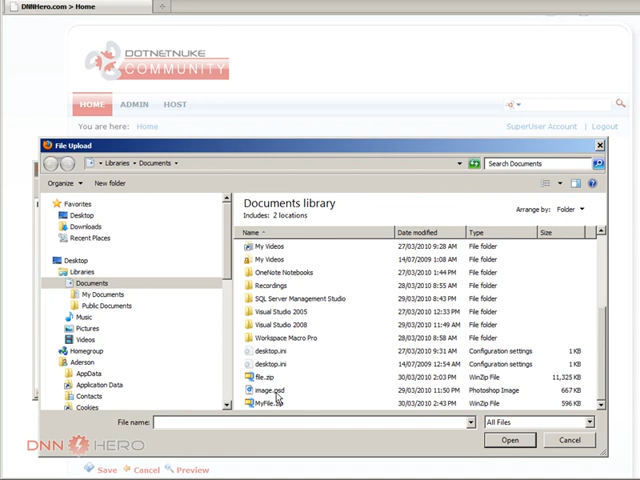 DNNHero.com > Home
DOTNETNUKE
COMMUNITY
HOME ADMIN HOST
You are here: Home SuperUser Account | Logout
File Upload
Libraries Documents Search Documents
Organize New folder
Favorites
Desktop
Downloads
Recent Places
Desktop
Libraries
Documents
My Documents
Public Documents
Music
Pictures
Videos
Homegroup
Aderson
AppData
Application Data
Contacts
Cookies
Documents library
Includes: 2 locations
Arrange by: Folder
Name Date modified Type Size
My Videos 27/03/2010 9:28 AM File folder
My Videos 14/07/2009 1:08 AM File folder
OneNote Notebooks 27/03/2010 1:44 PM File folder
Recordings 28/03/2010 8:55 AM File folder
SQL Server Management Studio 29/03/2010 8:43 PM File folder
Visual Studio 2005 27/03/2010 12:33 PM File folder
Visual Studio 2008 29/03/2010 11:49 AM File folder
Workspace Macro Pro 28/03/2010 8:58 AM File folder
desktop.ini 27/03/2010 9:31 AM Configuration settings 1 KB
desktop.ini 14/07/2009 12:54 AM Configuration settings 1 KB
file.zip 30/03/2010 2:03 PM WinZip File 11,325 KB
image.psd 29/03/2010 11:50 PM Photoshop Image 667 KB
MyFile.zip 30/03/2010 2:43 PM WinZip File 596 KB
File name: All Files
Open Cancel
DNN HERO
Save Cancel Preview